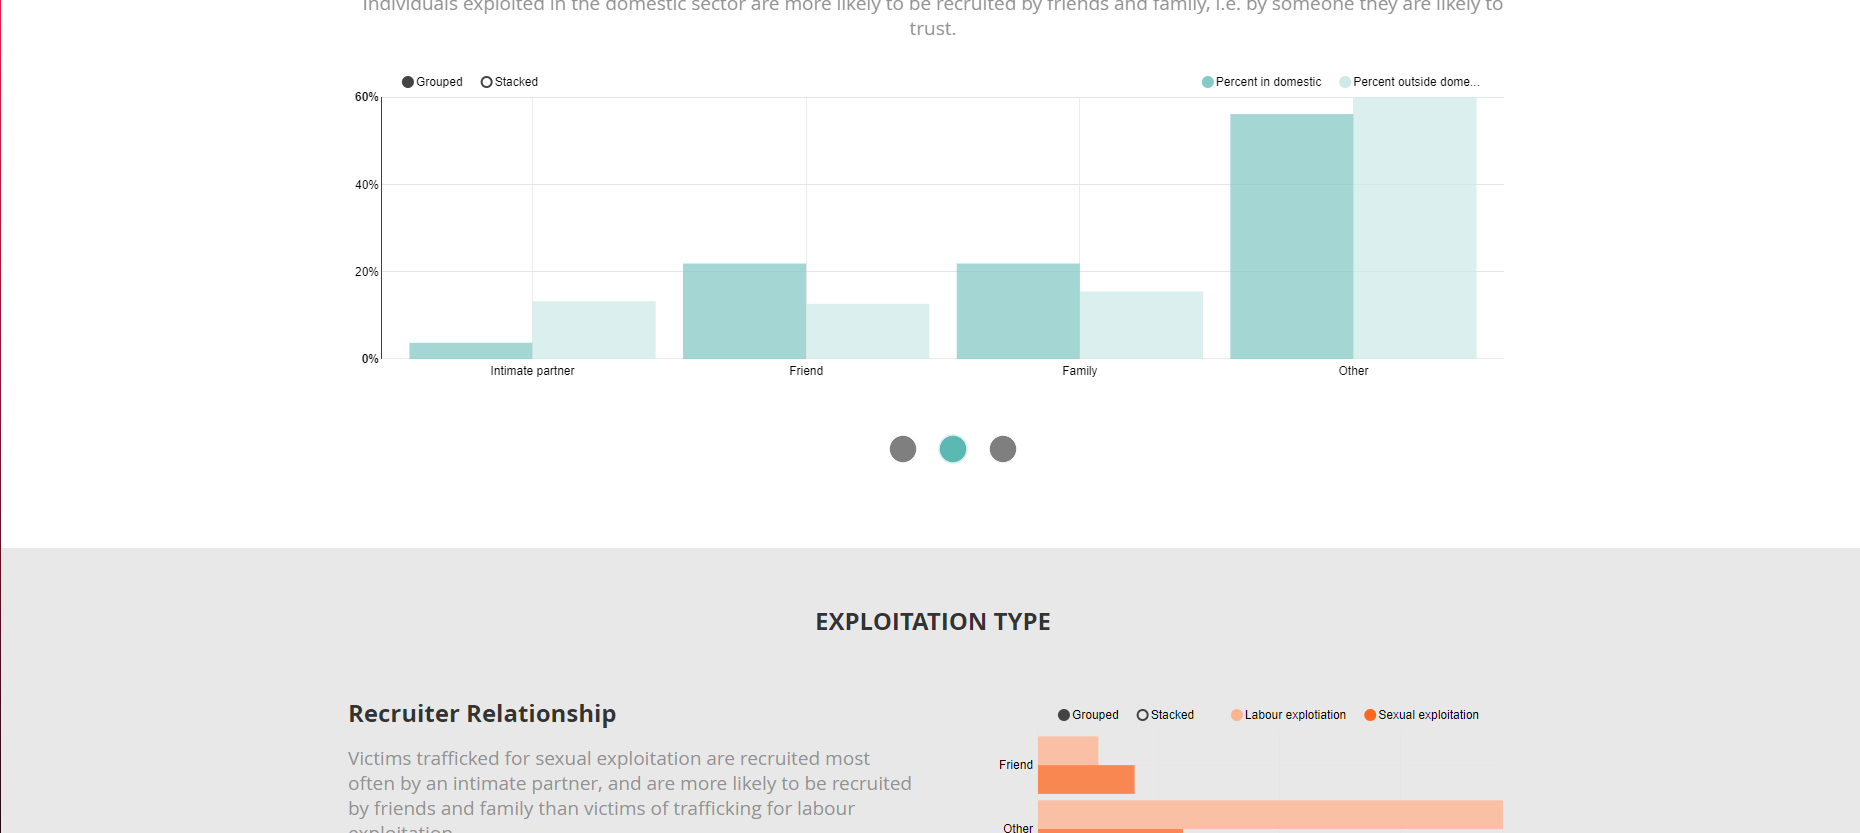 Individuals exploited in the domestic sector are more likely to be recruited by friends and family, i.e. by someone they are likely to
trust.
Grouped Stacked Percent in domestic Percent outside dome...
60%
40%
20%
0%
Intimate partner Friend Family Other
EXPLOITATION TYPE
Recruiter Relationship
Victims trafficked for sexual exploitation are recruited most
often by an intimate partner, and are more likely to be recruited
by friends and family than victims of trafficking for labour
exploitation.
Grouped Stacked Labour explotiation Sexual exploitation
Friend
Other